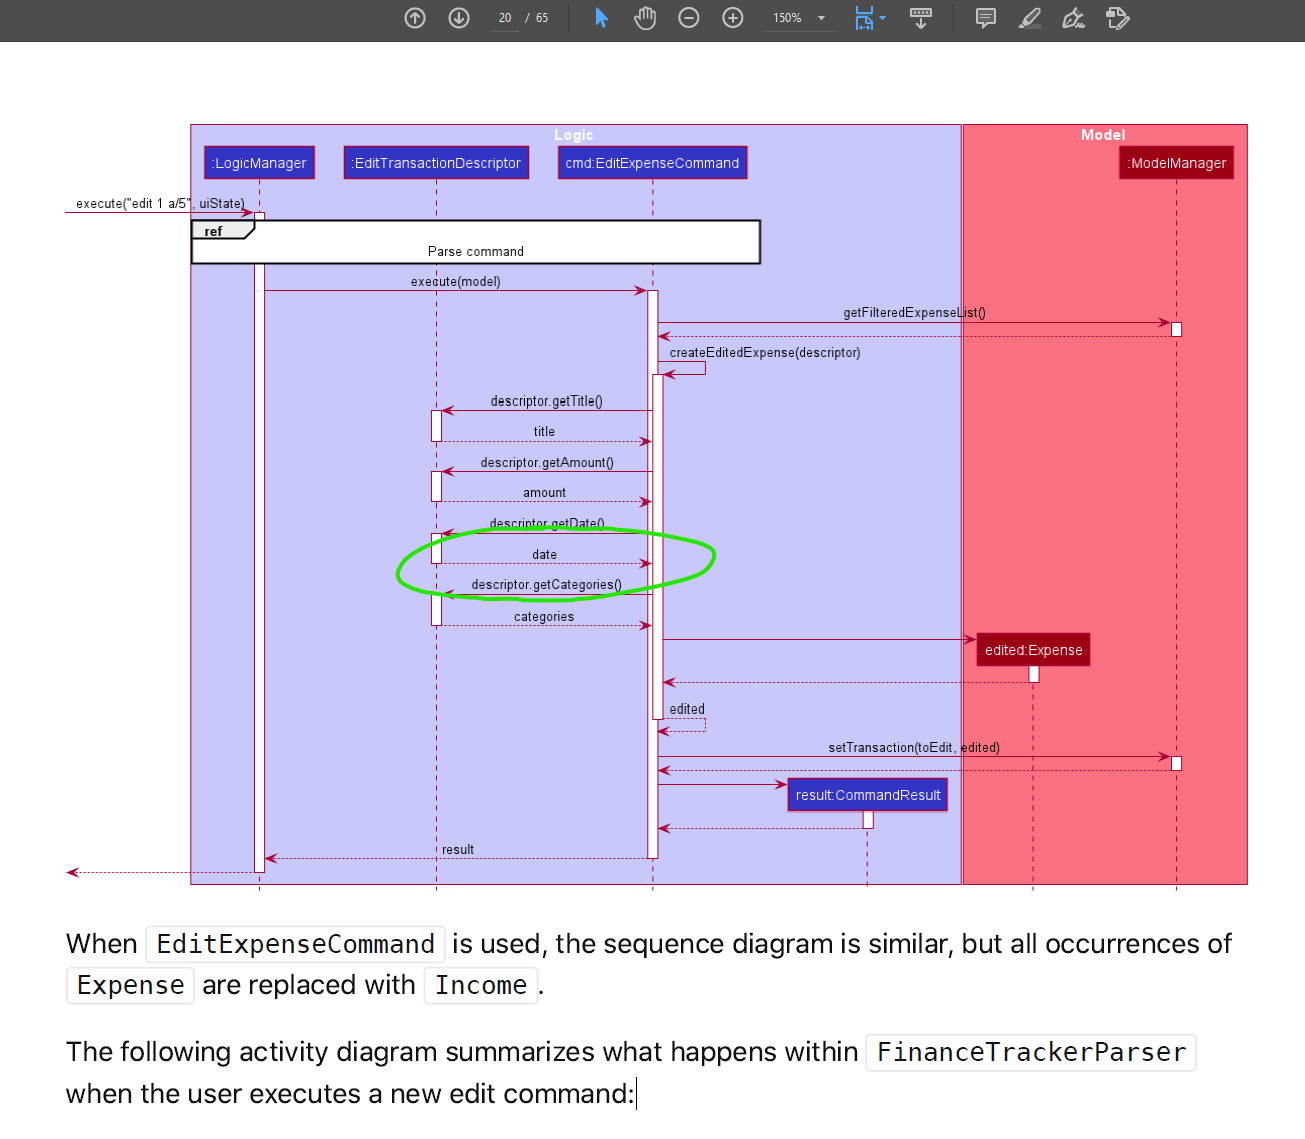 20 / 65
150%
Logic
Model
:LogicManager
:EditTransactionDescriptor
cmd:EditExpenseCommand
:ModelManager
execute("edit 1 a/5", uiState)
ref
Parse command
execute(model)
getFilteredExpenseList()
createEditedExpense(descriptor)
descriptor.getTitle()
title
descriptor.getAmount()
amount
descriptor.getDate()
date
descriptor.getCategories()
categories
edited:Expense
edited
setTransaction(toEdit, edited)
result:CommandResult
result
When EditExpenseCommand is used, the sequence diagram is similar, but all occurrences of
Expense are replaced with Income.
The following activity diagram summarizes what happens within FinanceTrackerParser
when the user executes a new edit command: